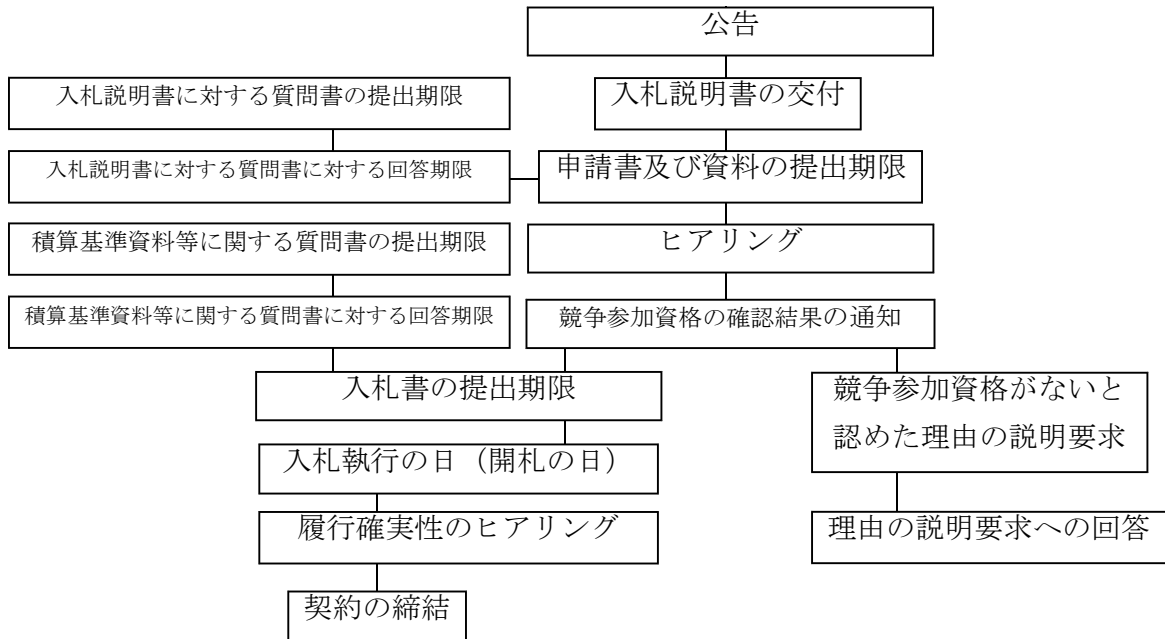 公告
入札説明書に対する質問書の提出期限
入札説明書の交付
入札説明書に対する質問書に対する回答期限
申請書及び資料の提出期限
積算基準資料等に関する質問書の提出期限
ヒアリング
積算基準資料等に関する質問書に対する回答期限
競争参加資格の確認結果の通知
入札書の提出期限
競争参加資格がないと
認めた理由の説明要求
入札執行の日（開札の日）
履行確実性のヒアリング
理由の説明要求への回答
契約の締結